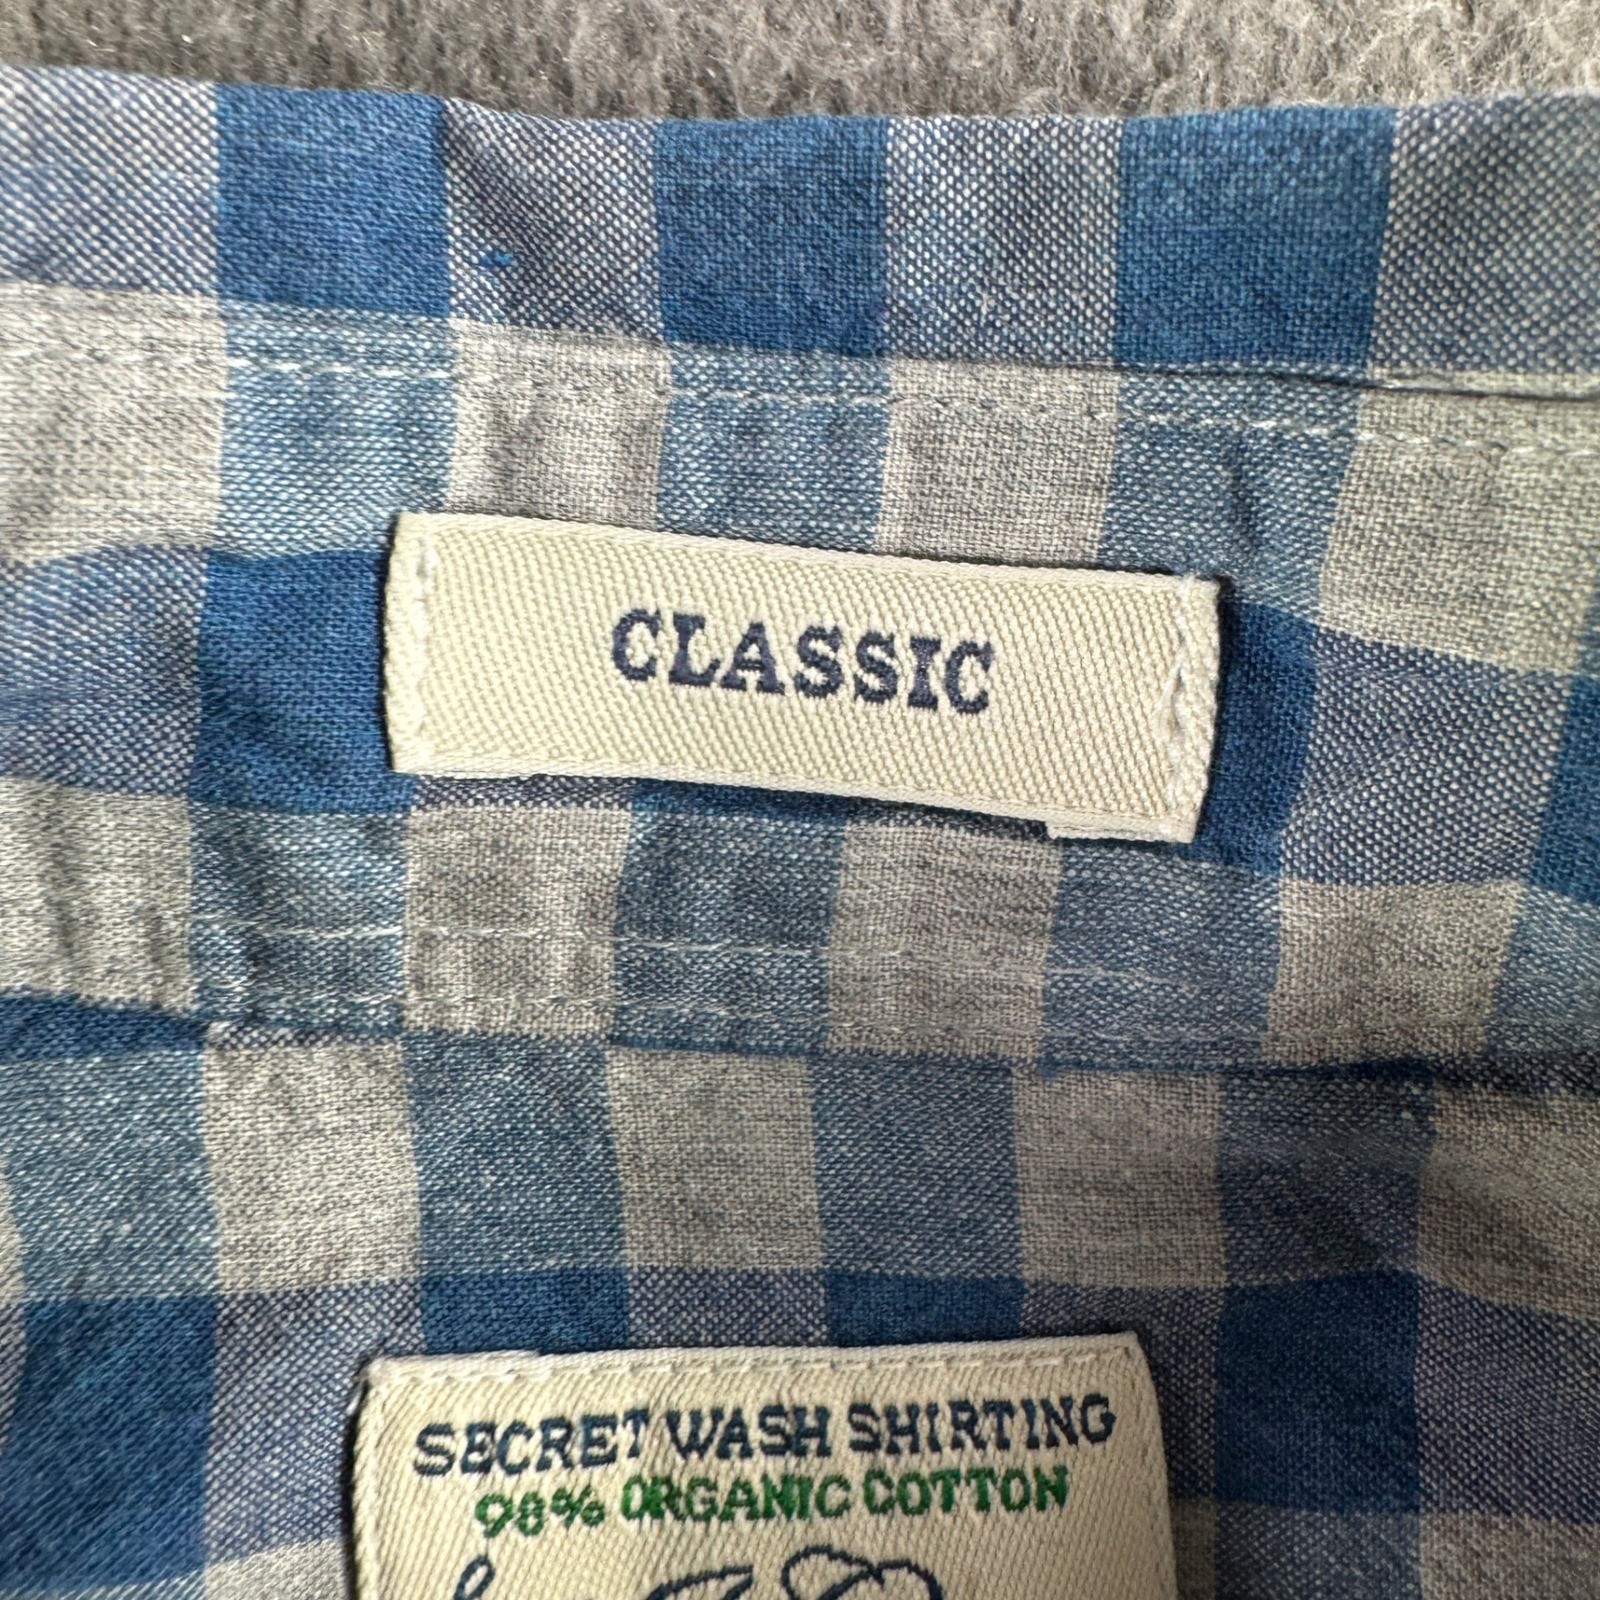 CLASSIC
SECRET WASH SHIRTING
98% ORGANIC COTTON